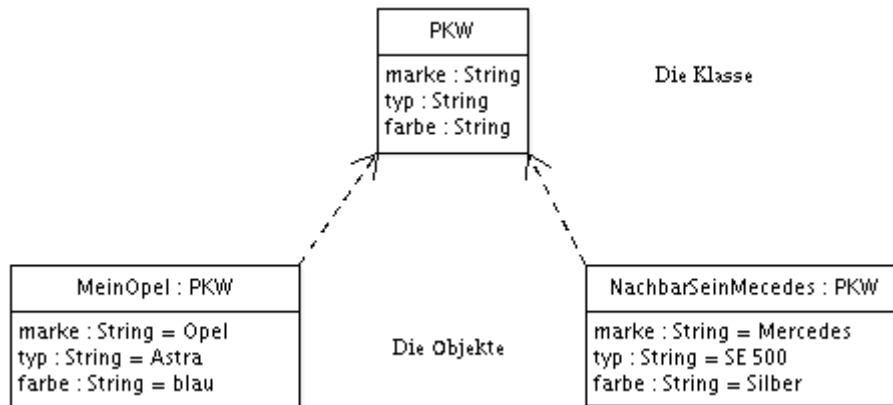 PKW
marke : String
typ : String
farbe : String
Die Klasse
MeinOpel : PKW
marke : String = Opel
typ : String = Astra
farbe : String = blau
Die Objekte
NachbarSeinMecedes : PKW
marke : String = Mercedes
typ : String = SE 500
farbe : String = Silber